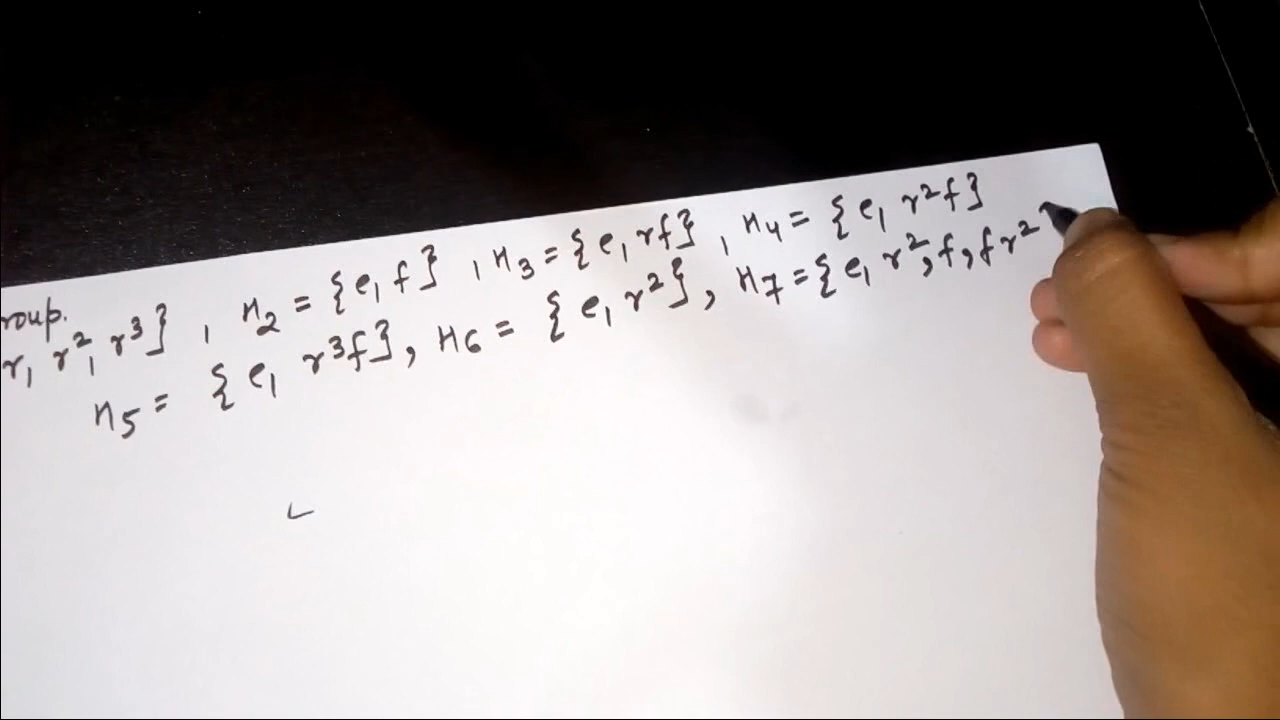 roup.
r, r², r³} , H₂ = {e, f} , H₃ = {e, rf} , H₄ = {e, r²f}
H₅ = {e, r³f}, H₆ = {e, r²}, H₇ = {e, r², f, fr²